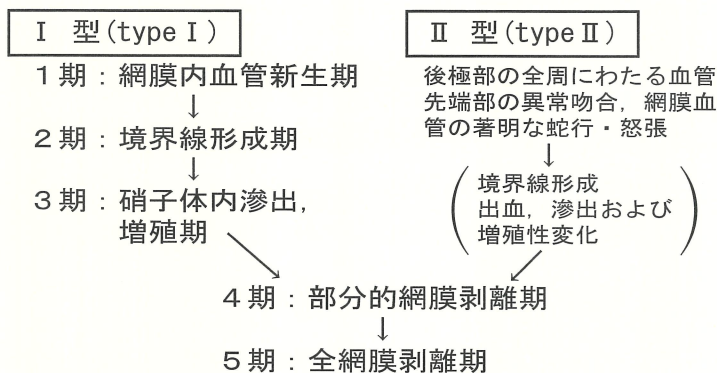 I 型(type I)
1期：網膜内血管新生期
↓
2期：境界線形成期
↓
3期：硝子体内滲出,
増殖期
II 型(type II)
後極部の全周にわたる血管
先端部の異常吻合, 網膜血
管の著明な蛇行・怒張
↓
境界線形成
出血, 滲出および
増殖性変化
4期：部分的網膜剥離期
↓
5期：全網膜剥離期